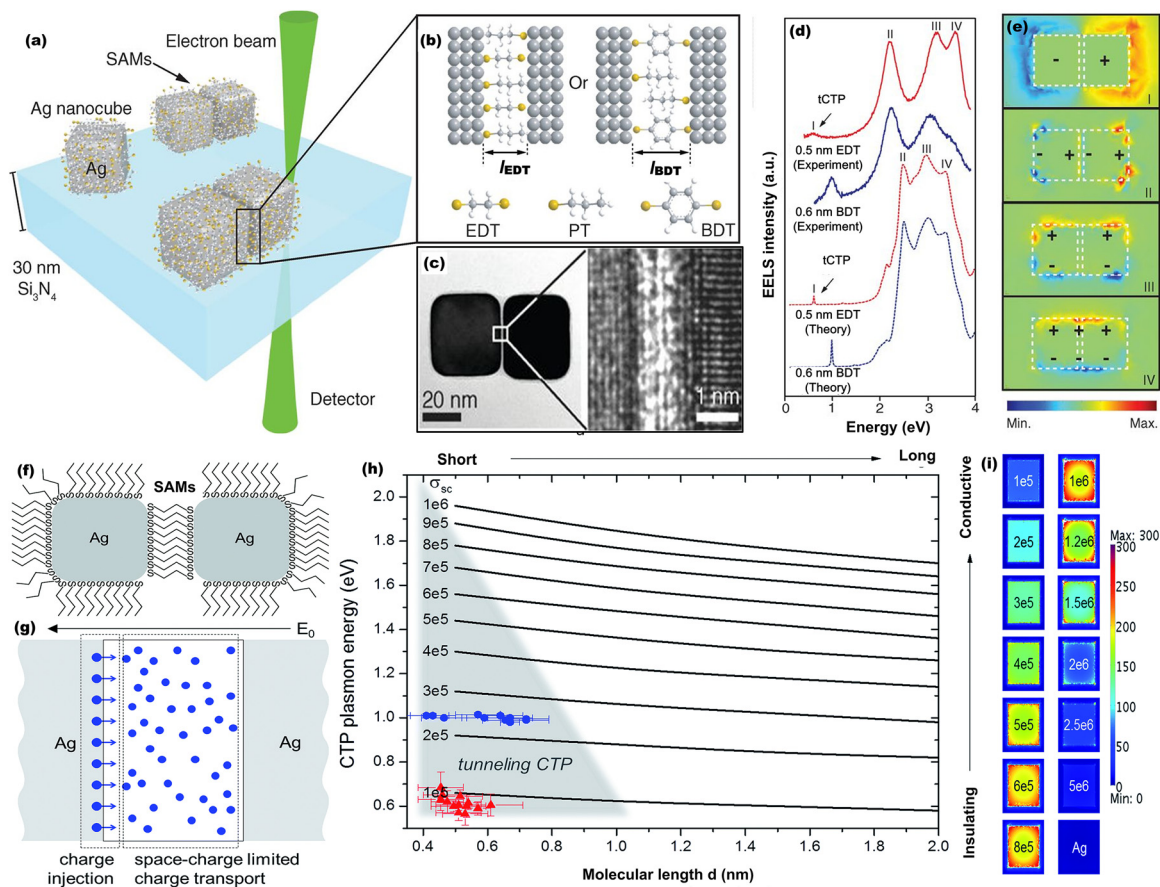 (a)
Electron beam
SAMs
Ag nanocube
Ag
30 nm
Si₃N₄
Detector
(b)
Or
lEDT
lBDT
EDT
PT
BDT
(c)
20 nm
1 nm
(d)
EELS intensity (a.u.)
II
III
IV
tCTP
I
0.5 nm EDT
(Experiment)
0.6 nm BDT
(Experiment)
II
III
IV
tCTP
I
0.5 nm EDT
(Theory)
0.6 nm BDT
(Theory)
0 1 2 3 4
Energy (eV)
(e)
- +
I
- + - +
II
+ +
- -
III
+ + +
- - -
IV
Min. Max.
(f)
SAMs
Ag
Ag
(g)
E₀
Ag
Ag
charge
injection
space-charge limited
charge transport
(h)
Short Long
CTP plasmon energy (eV)
2.0
1.8
1.6
1.4
1.2
1.0
0.8
0.6
σsc
1e6
9e5
8e5
7e5
6e5
5e5
4e5
3e5
2e5
1e5
tunneling CTP
0.4 0.6 0.8 1.0 1.2 1.4 1.6 1.8 2.0
Molecular length d (nm)
Conductive
Insulating
(i)
1e5
1e6
2e5
1.2e6
3e5
1.5e6
4e5
2e6
5e5
2.5e6
6e5
5e6
8e5
Ag
Max: 300
300
250
200
150
100
50
0
Min: 0